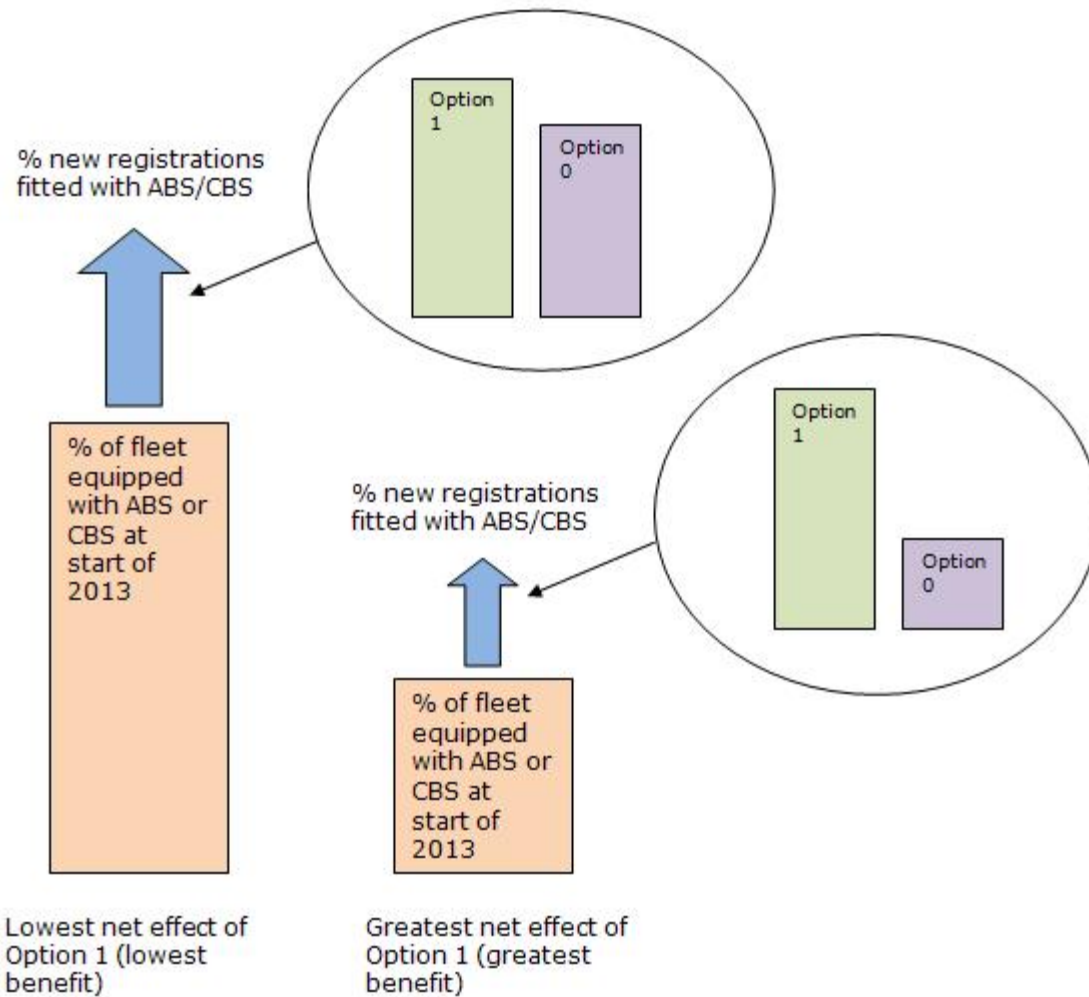 Option
1
Option
0
% new registrations
fitted with ABS/CBS
% of fleet
equipped
with ABS or
CBS at
start of
2013
Lowest net effect of
Option 1 (lowest
benefit)
Option
1
Option
0
% new registrations
fitted with ABS/CBS
% of fleet
equipped
with ABS or
CBS at
start of
2013
Greatest net effect of
Option 1 (greatest
benefit)